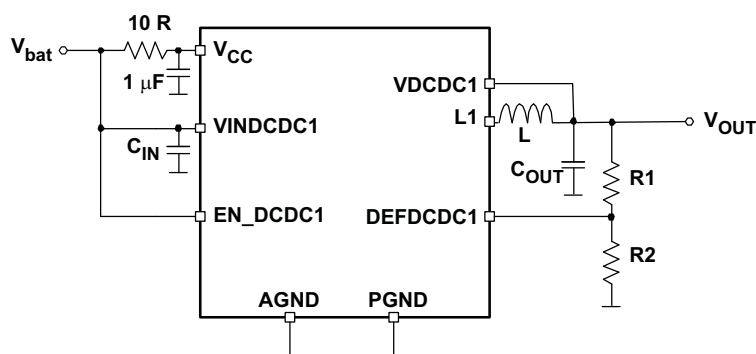 10 R
Vbat
VCC
1 μF
VDCDC1
VINDCDC1
L1
VOUT
CIN
L
COUT
R1
EN_DCDC1
DEFDCDC1
R2
AGND
PGND